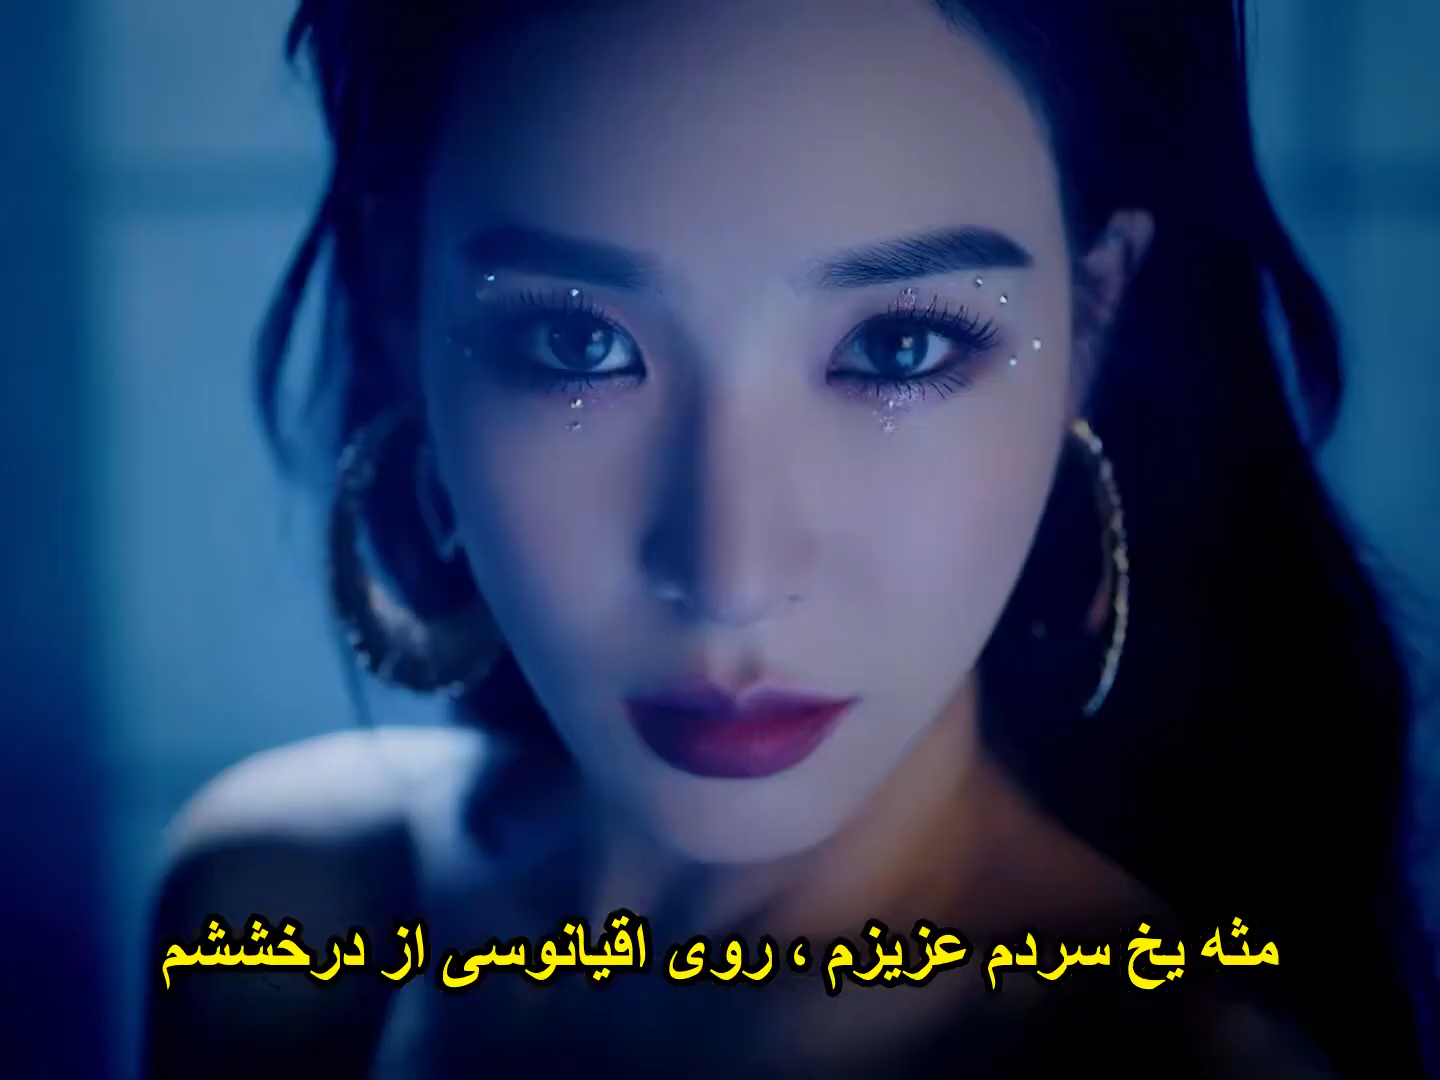 مثه یخ سردم عزیزم ، روی اقیانوسی از درخششم